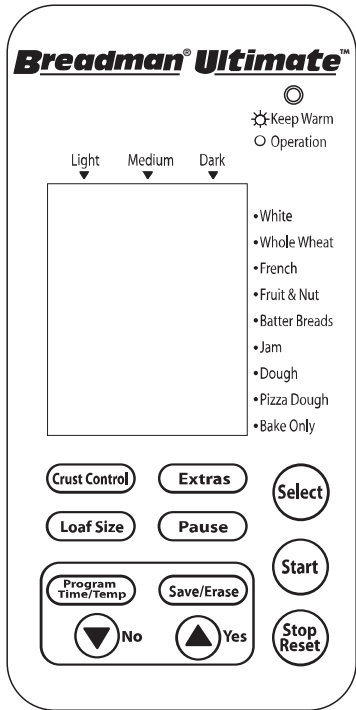 Breadman® Ultimate™
Keep Warm
Operation
Light Medium Dark
•White
•Whole Wheat
•French
•Fruit & Nut
•Batter Breads
•Jam
•Dough
•Pizza Dough
•Bake Only
Crust Control Extras
Select
Loaf Size Pause
Start
Program
Time/Temp
Save/Erase
No Yes
Stop
Reset